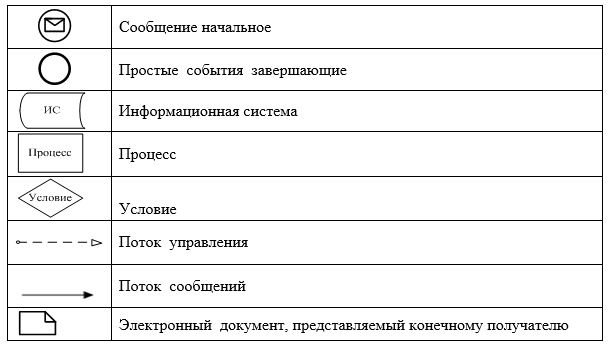 Сообщение начальное
Простые события завершающие
ИС Информационная система
Процесс Процесс
Условие Условие
Поток управления
Поток сообщений
Электронный документ, представляемый конечному получателю